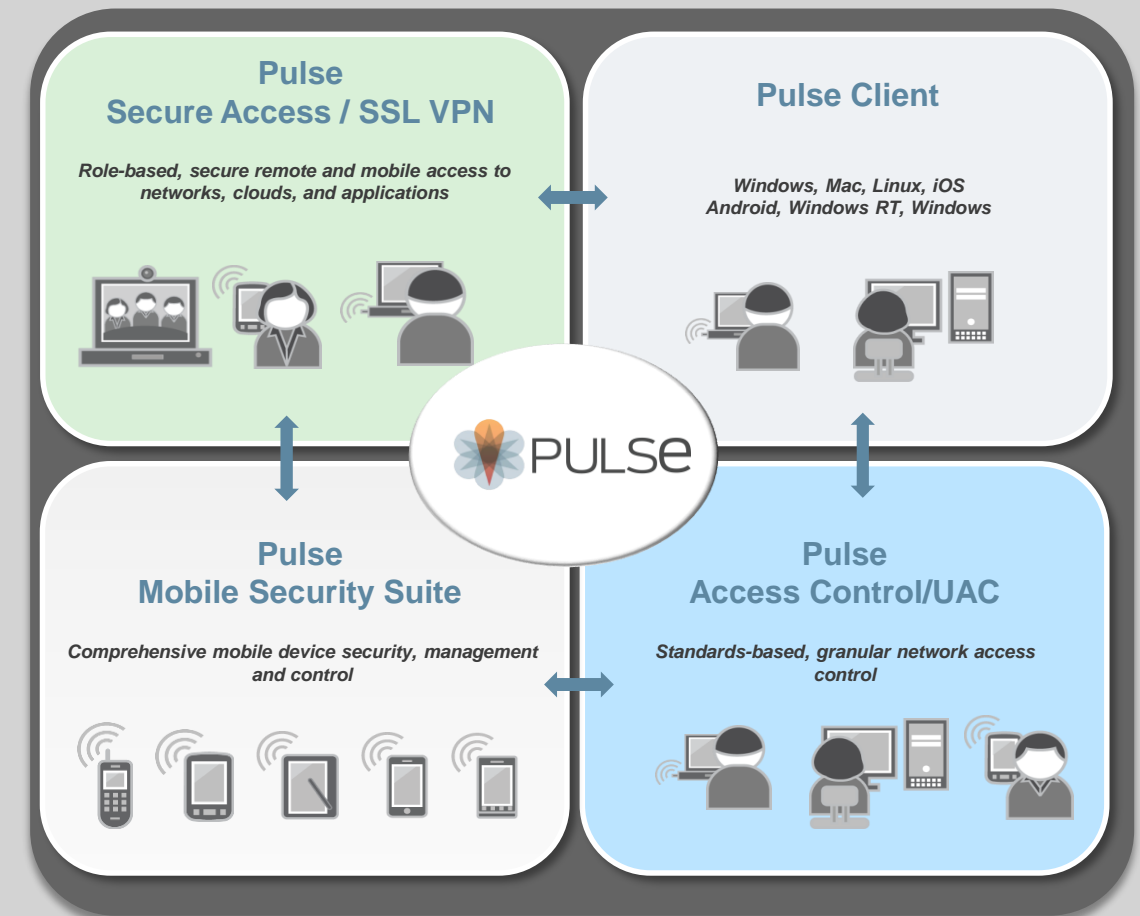 Pulse
Secure Access / SSL VPN
Role-based, secure remote and mobile access to
networks, clouds, and applications
Pulse Client
Windows, Mac, Linux, iOS
Android, Windows RT, Windows
PULSe
Pulse
Mobile Security Suite
Comprehensive mobile device security, management
and control
Pulse
Access Control/UAC
Standards-based, granular network access
control